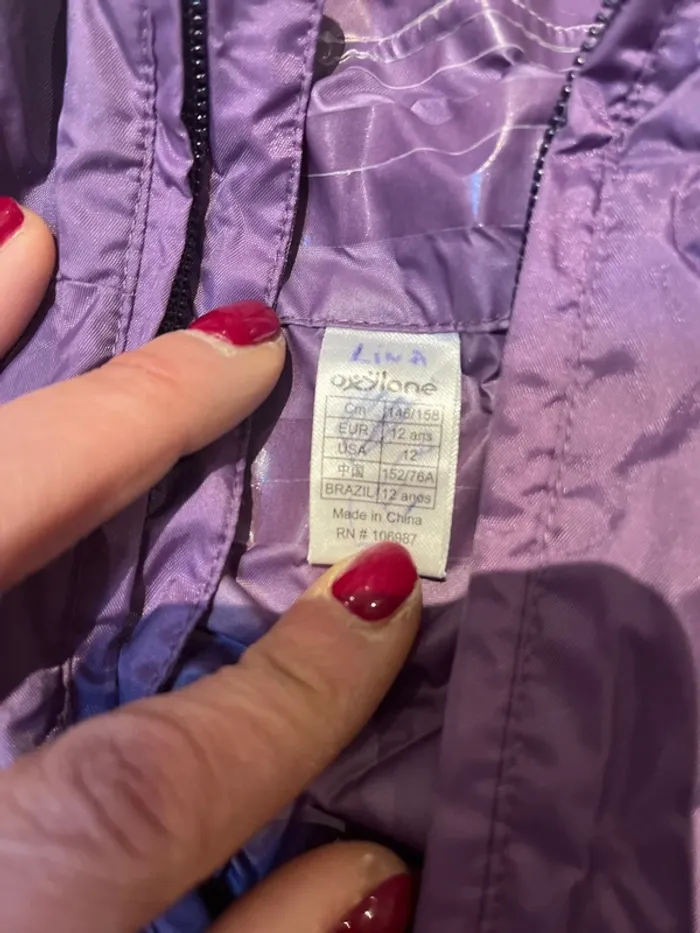 LINA
oxylane
Cm 146/158
EUR 12 ans
USA 12
中国 152/76A
BRAZIL 12 anos
Made in China
RN # 106987